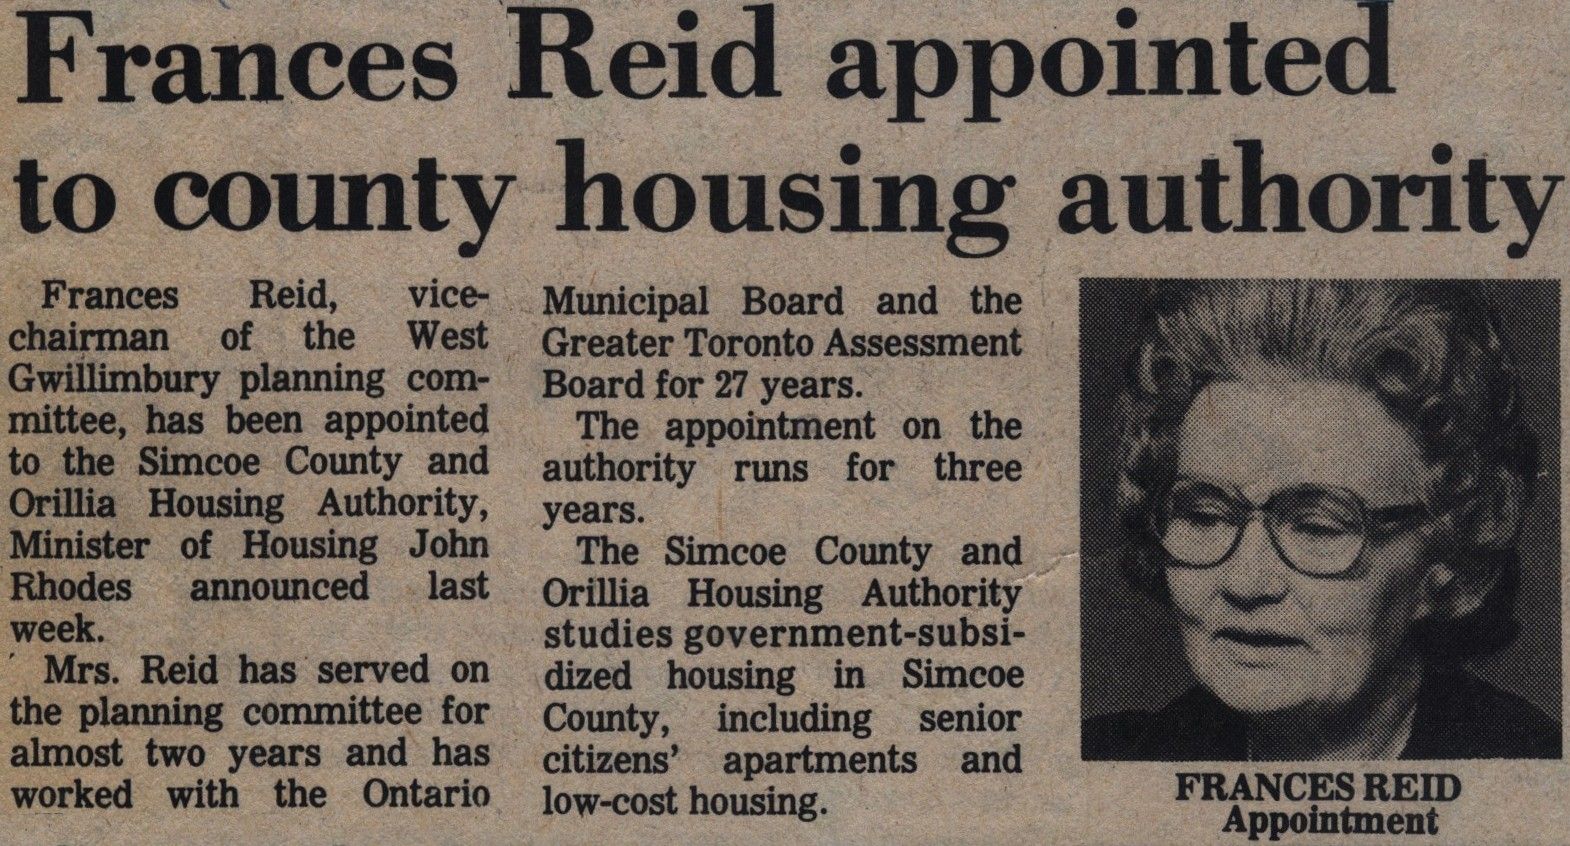 Frances Reid appointed
to county housing authority
Frances Reid, vice-
chairman of the West
Gwillimbury planning com-
mittee, has been appointed
to the Simcoe County and
Orillia Housing Authority,
Minister of Housing John
Rhodes announced last
week.
Mrs. Reid has served on
the planning committee for
almost two years and has
worked with the Ontario
Municipal Board and the
Greater Toronto Assessment
Board for 27 years.
The appointment on the
authority runs for three
years.
The Simcoe County and
Orillia Housing Authority
studies government-subsi-
dized housing in Simcoe
County, including senior
citizens' apartments and
low-cost housing.
FRANCES REID
Appointment